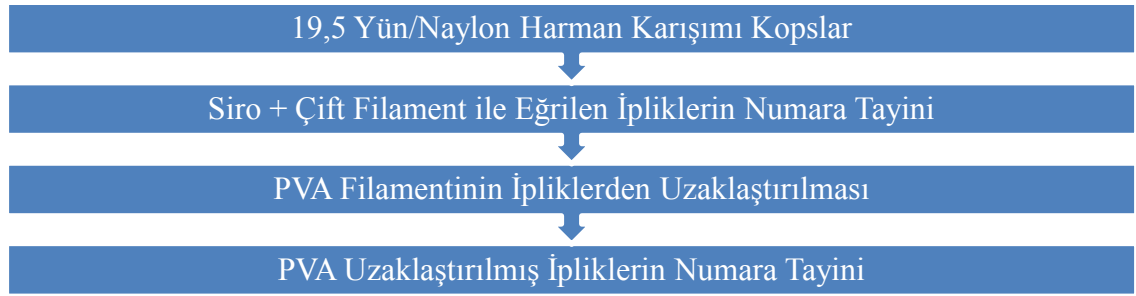 19,5 Yün/Naylon Harman Karışımı Kopslar
Siro + Çift Filament ile Eğrilen İpliklerin Numara Tayini
PVA Filamentinin İpliklerden Uzaklaştırılması
PVA Uzaklaştırılmış İpliklerin Numara Tayini